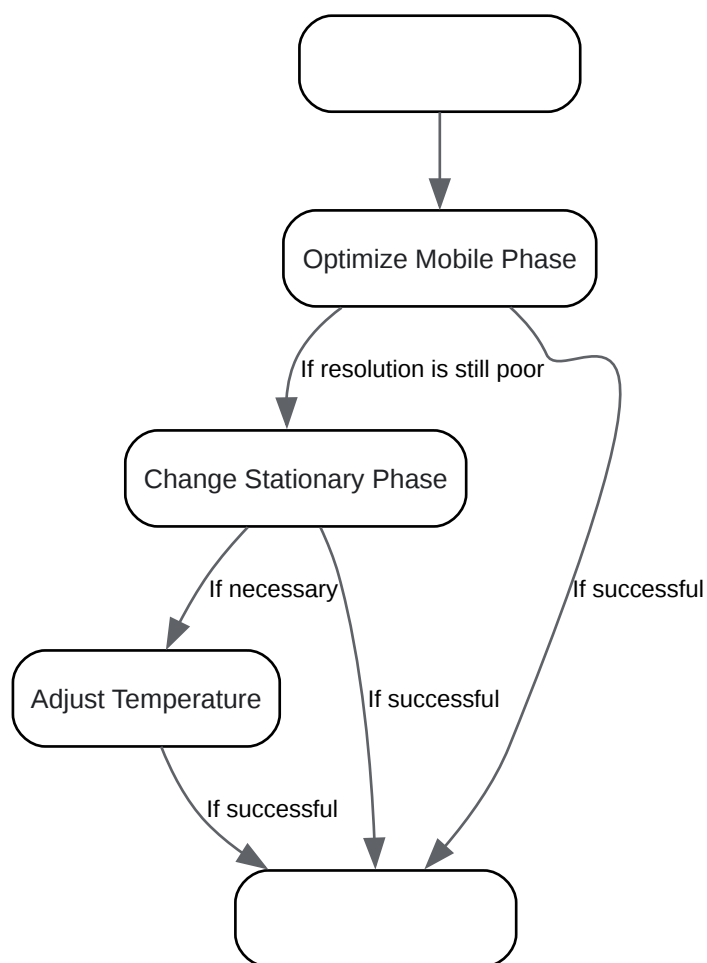 Optimize Mobile Phase
If resolution is still poor
Change Stationary Phase
If necessary
If successful
Adjust Temperature
If successful
If successful